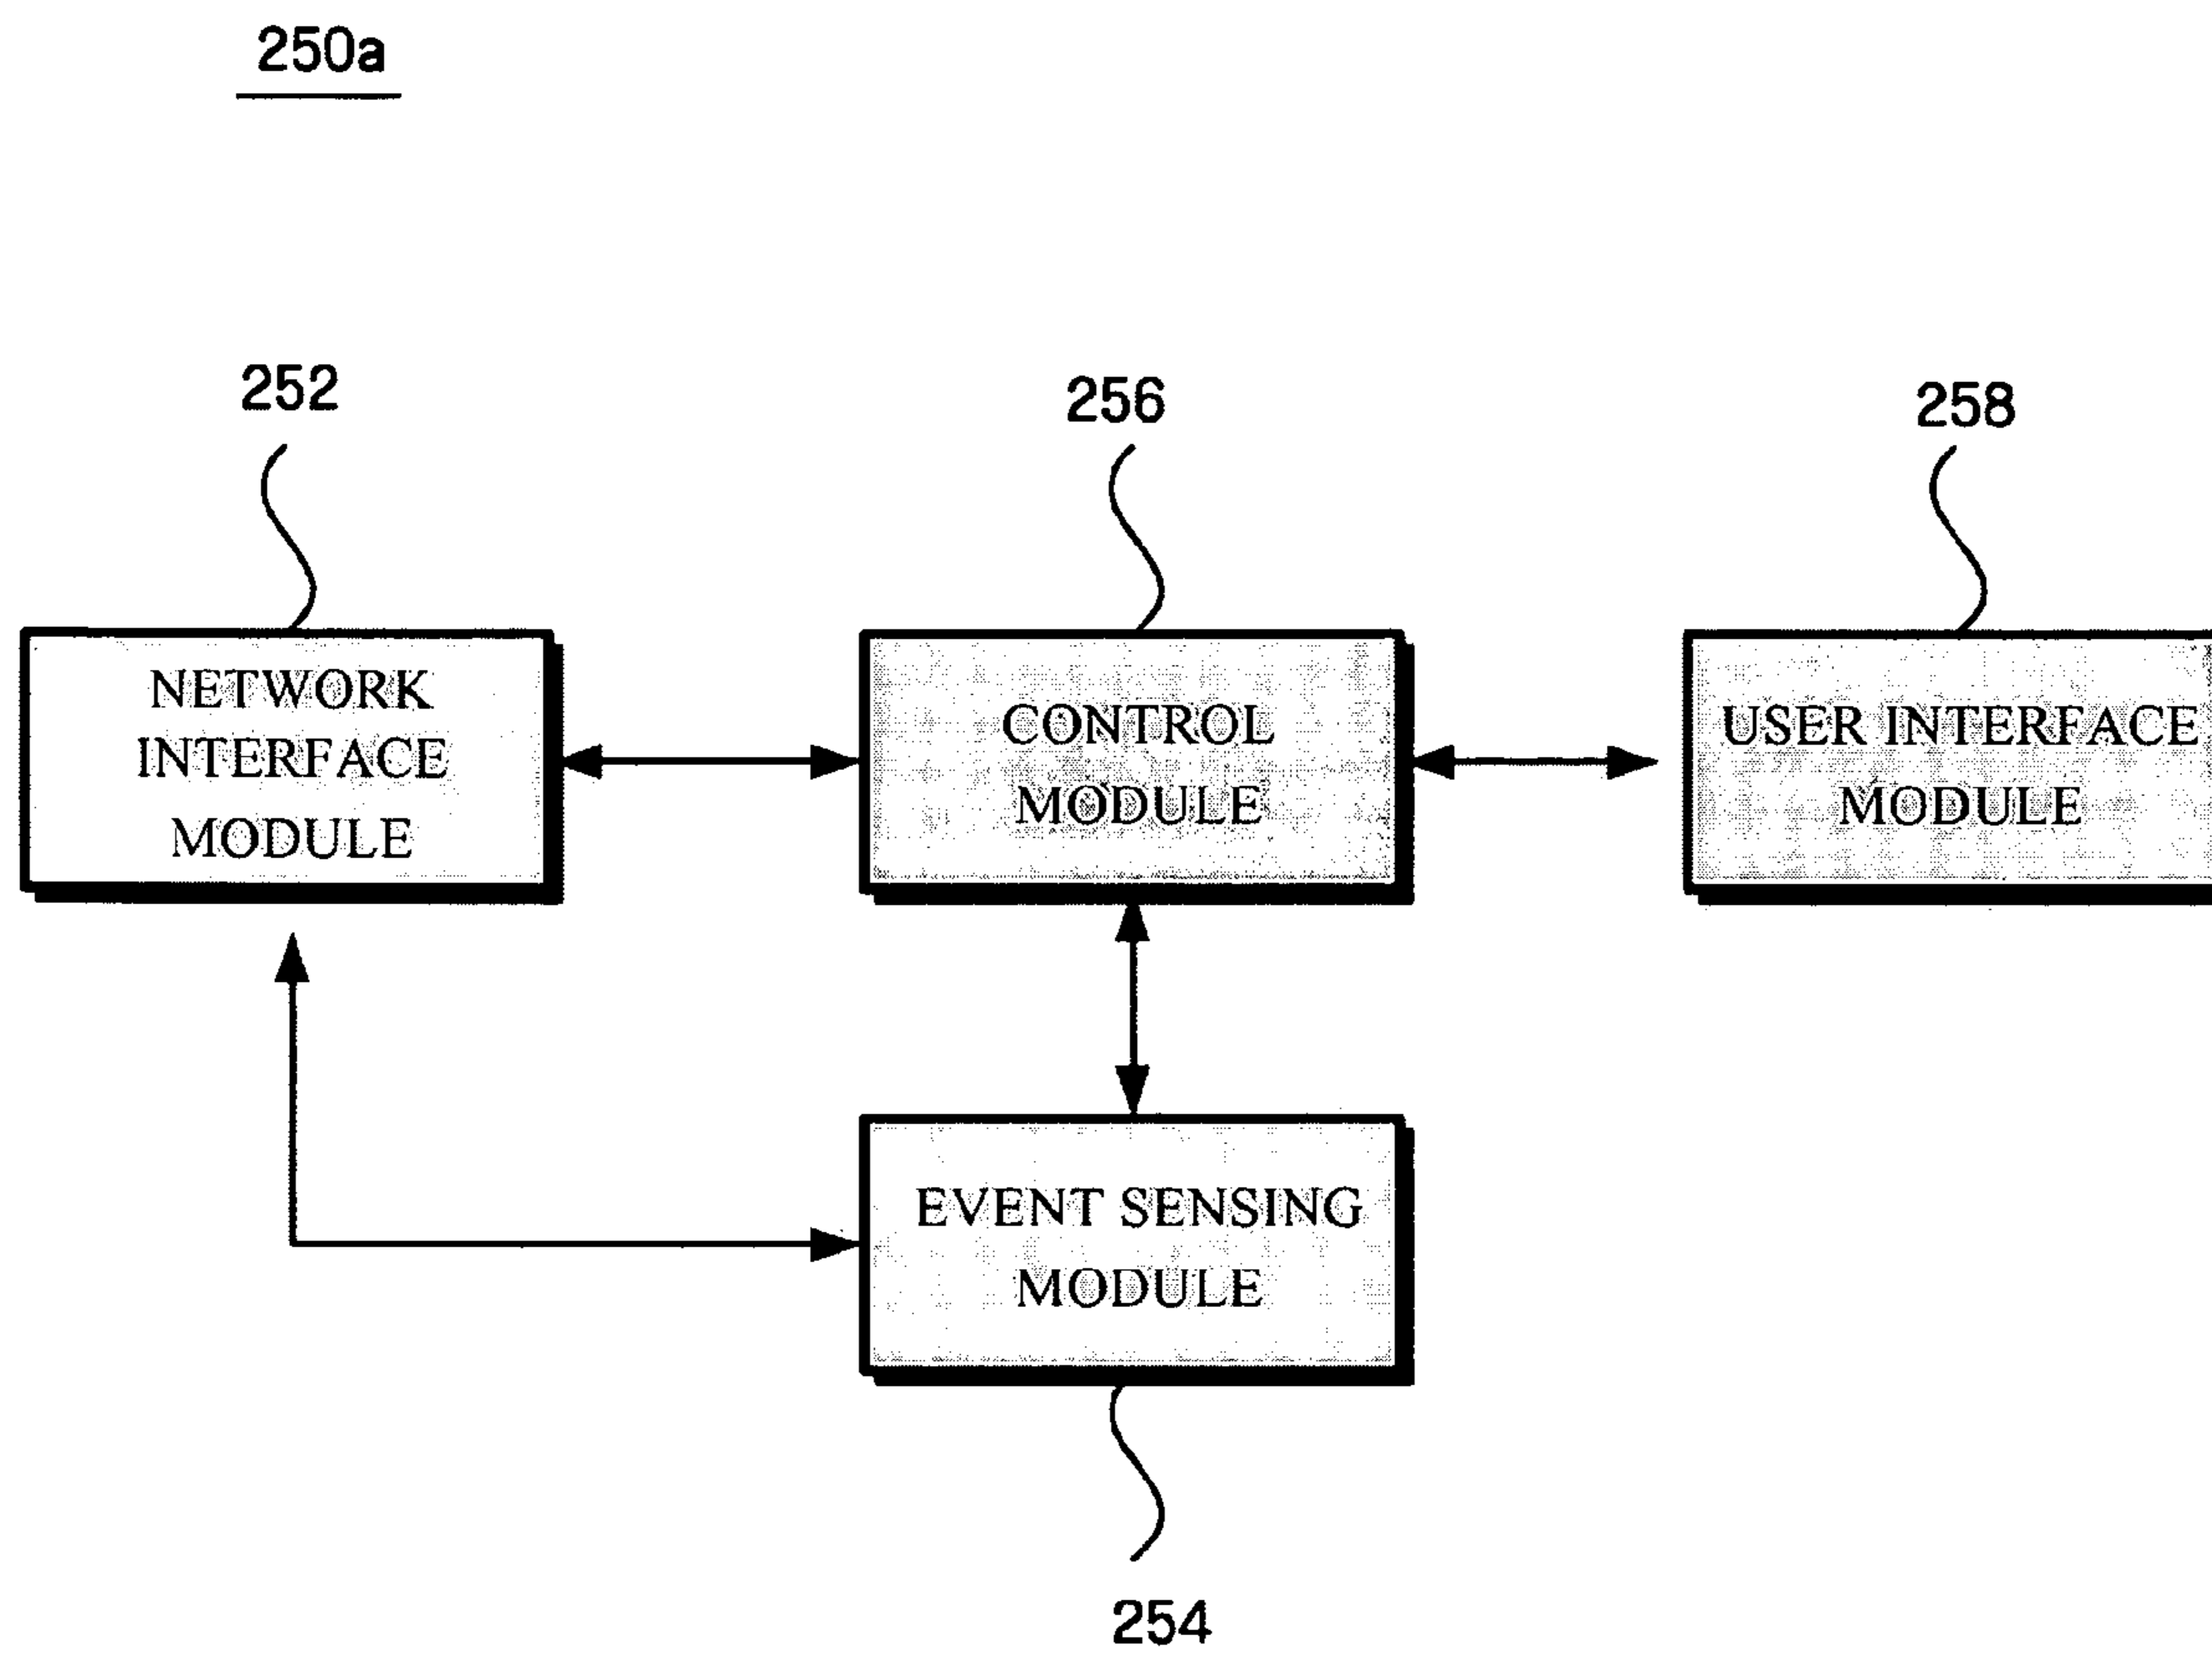 250a
252
256
258
NETWORK
INTERFACE
MODULE
CONTROL
MODULE
USER INTERFACE
MODULE
EVENT SENSING
MODULE
254